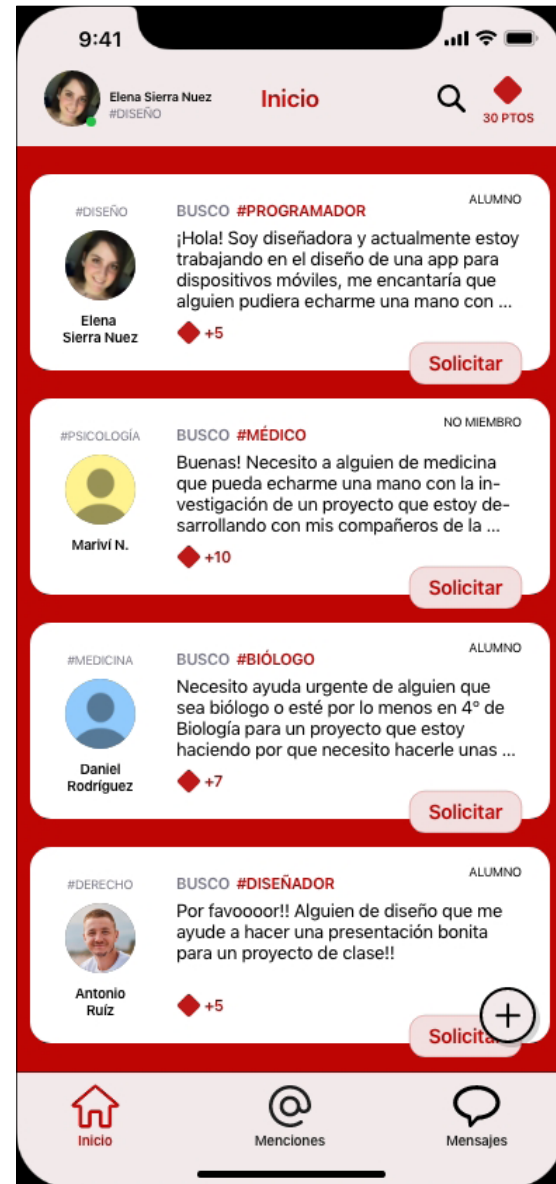 9:41
Elena Sierra Nuez
#DISEÑO
Inicio
30 PTOS
ALUMNO
#DISEÑO
BUSCO #PROGRAMADOR
¡Hola! Soy diseñadora y actualmente estoy
trabajando en el diseño de una app para
dispositivos móviles, me encantaría que
alguien pudiera echarme una mano con ...
Elena
Sierra Nuez
+5
Solicitar
NO MIEMBRO
#PSICOLOGÍA
BUSCO #MÉDICO
Buenas! Necesito a alguien de medicina
que pueda echarme una mano con la in-
vestigación de un proyecto que estoy de-
sarrollando con mis compañeros de la ...
Mariví N.
+10
Solicitar
ALUMNO
#MEDICINA
BUSCO #BIÓLOGO
Necesito ayuda urgente de alguien que
sea biólogo o esté por lo menos en 4º de
Biología para un proyecto que estoy
haciendo por que necesito hacerle unas ...
Daniel
Rodríguez
+7
Solicitar
ALUMNO
#DERECHO
BUSCO #DISEÑADOR
Por favoooor!! Alguien de diseño que me
ayude a hacer una presentación bonita
para un proyecto de clase!!
Antonio
Ruíz
+5
Solicitar
Inicio
Menciones
Mensajes